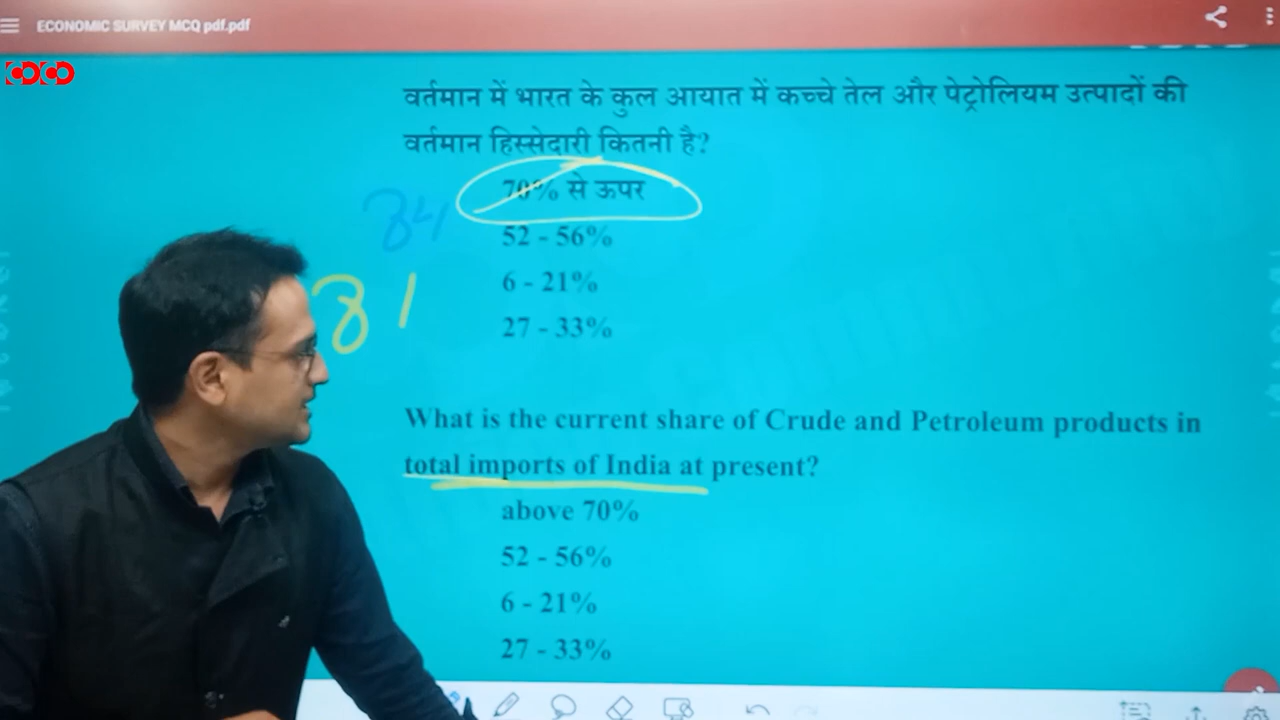 ECONOMIC SURVEY MCQ pdf.pdf
वर्तमान में भारत के कुल आयात में कच्चे तेल और पेट्रोलियम उत्पादों की
वर्तमान हिस्सेदारी कितनी है?
70% से ऊपर
52 - 56%
6 - 21%
27 - 33%
84
81
What is the current share of Crude and Petroleum products in
total imports of India at present?
above 70%
52 - 56%
6 - 21%
27 - 33%